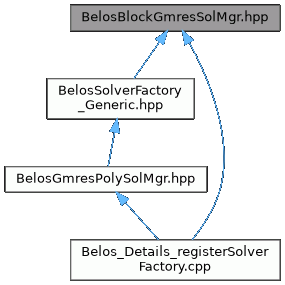 BelosBlockGmresSolMgr.hpp
BelosSolverFactory
_Generic.hpp
BelosGmresPolySolMgr.hpp
Belos_Details_registerSolver
Factory.cpp